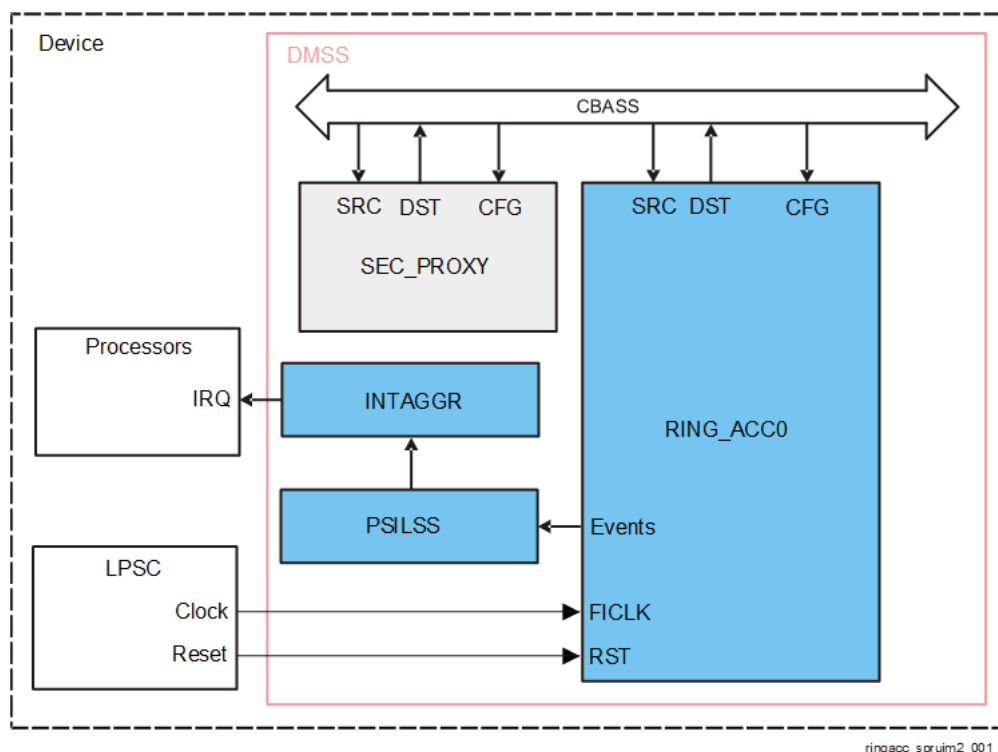 Device
DMSS
CBASS
SRC DST CFG
SEC_PROXY
SRC DST CFG
RING_ACC0
Processors
IRQ
INTAGGR
PSILSS
Events
LPSC
Clock
FICLK
Reset
RST
ringacc_spruim2_001